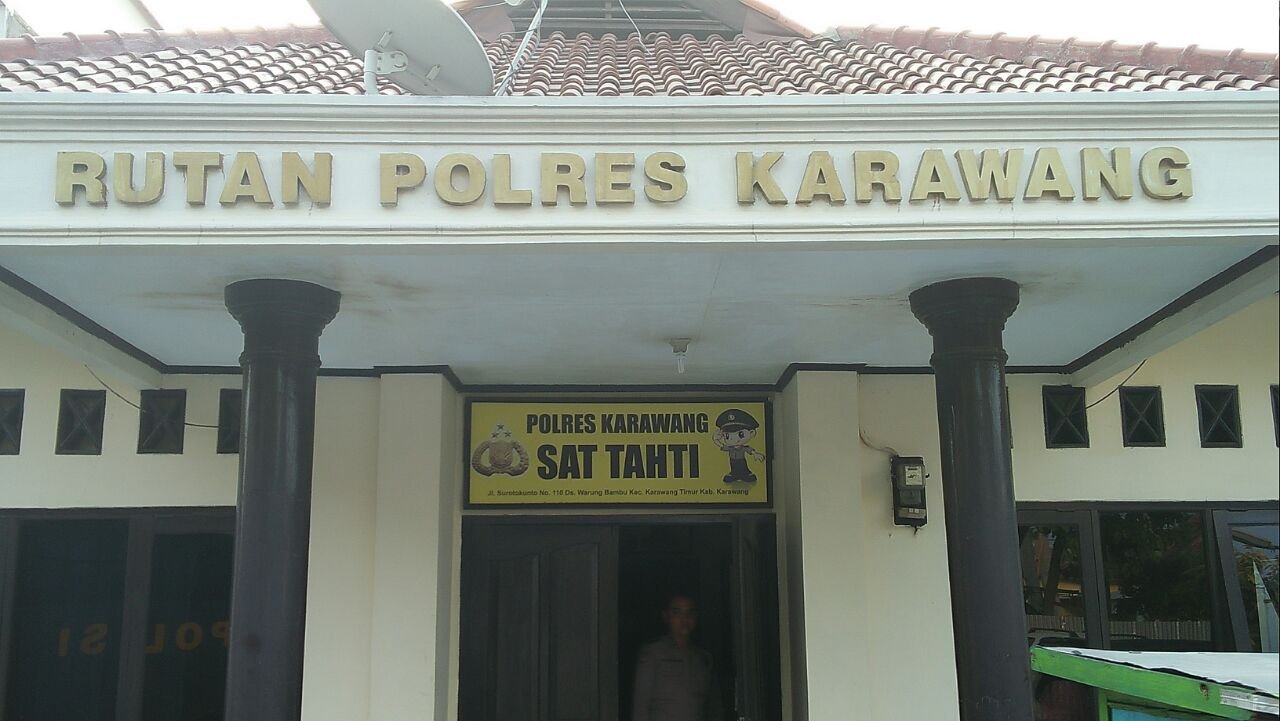 RUTAN POLRES KARAWANG
POLRES KARAWANG
SAT TAHTI
Jl. Surotokunto No. 116 Ds. Warung Bambu Kec. Karawang Timur Kab. Karawang